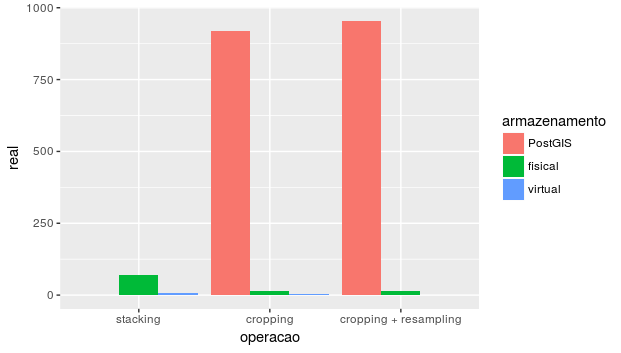 1000
750
500
250
0
real
stacking
cropping
cropping + resampling
operacao
armazenamento
PostGIS
fisical
virtual